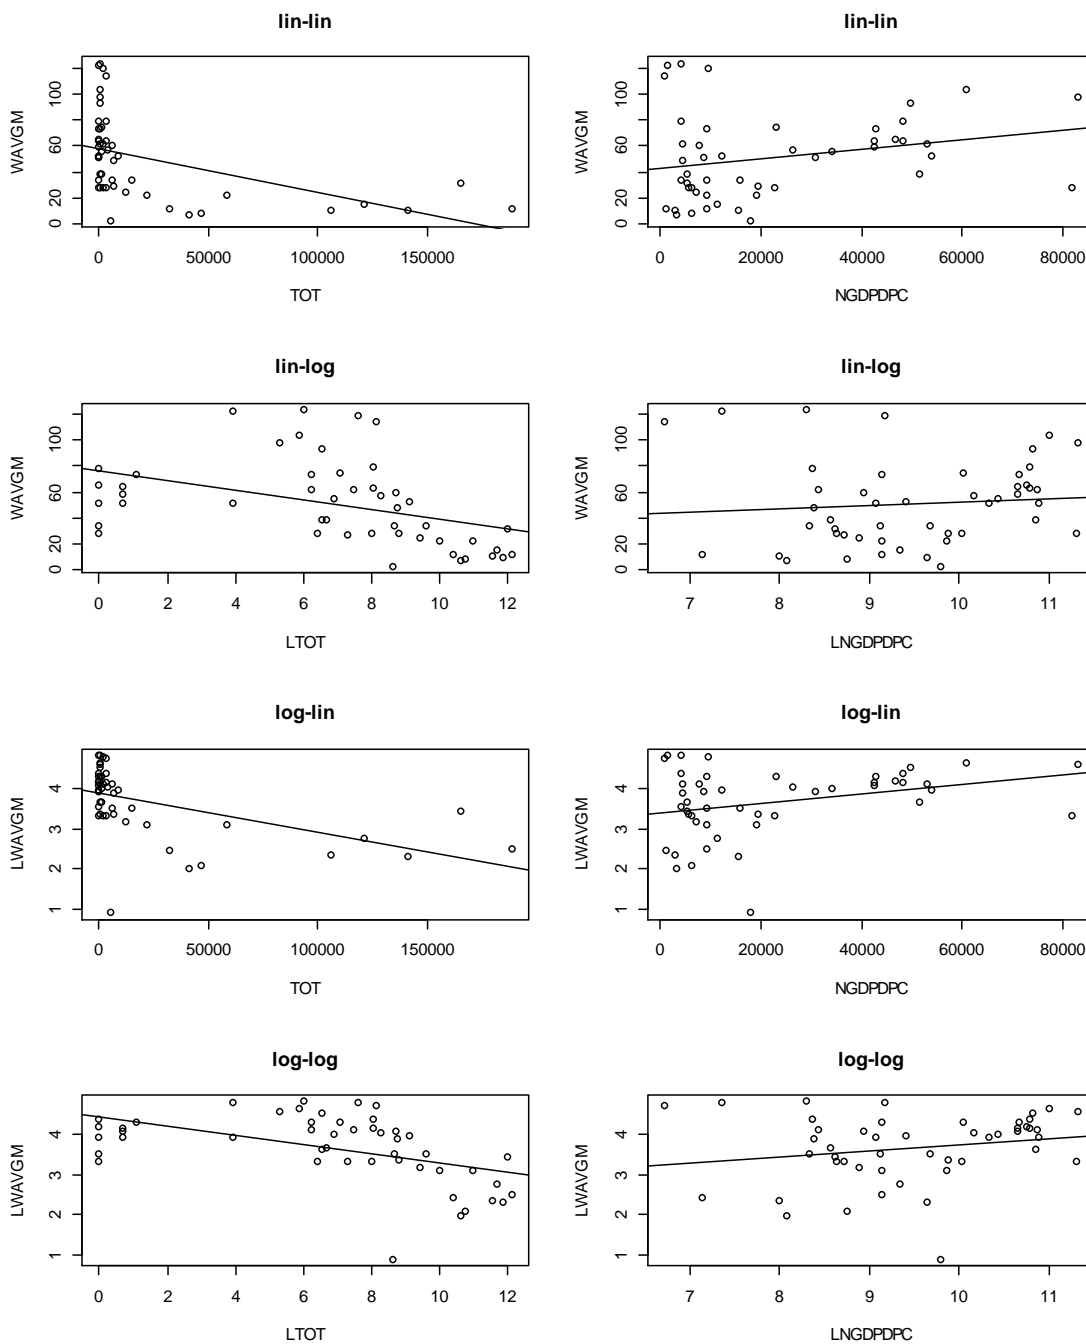 lin-lin
lin-lin
WAVGM
0 20 60 100
0 50000 100000 150000
TOT
WAVGM
0 20 60 100
0 20000 40000 60000 80000
NGDPDPC
lin-log
lin-log
WAVGM
0 20 60 100
0 2 4 6 8 10 12
LTOT
WAVGM
0 20 60 100
7 8 9 10 11
LNGDPDPC
log-lin
log-lin
LWAVGM
1 2 3 4
0 50000 100000 150000
TOT
LWAVGM
1 2 3 4
0 20000 40000 60000 80000
NGDPDPC
log-log
log-log
LWAVGM
1 2 3 4
0 2 4 6 8 10 12
LTOT
LWAVGM
1 2 3 4
7 8 9 10 11
LNGDPDPC